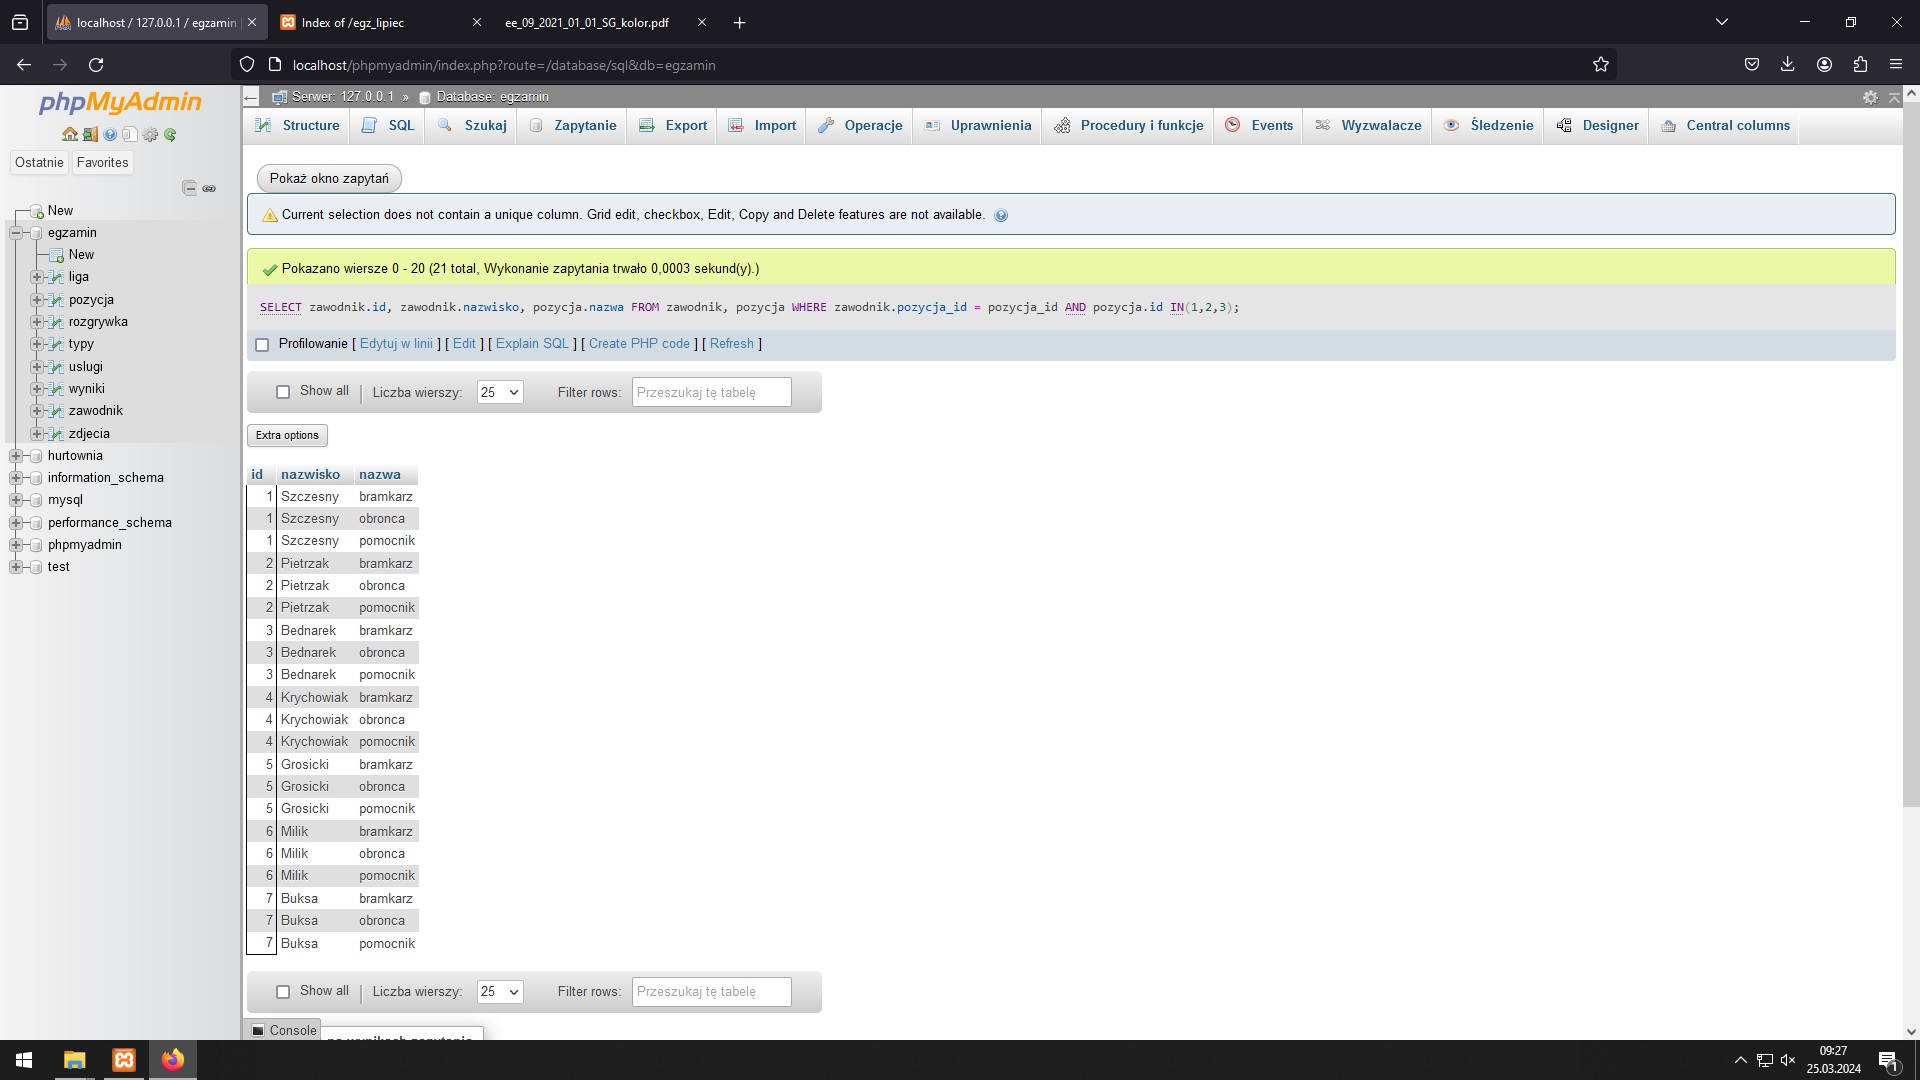 localhost / 127.0.0.1 / egzamin
Index of /egz_lipiec
ee_09_2021_01_01_SG_kolor.pdf
localhost/phpmyadmin/index.php?route=/database/sql&db=egzamin
phpMyAdmin
Ostatnie Favorites
New
egzamin
New
liga
pozycja
rozgrywka
typy
uslugi
wyniki
zawodnik
zdjecia
hurtownia
information_schema
mysql
performance_schema
phpmyadmin
test
Serwer: 127.0.0.1 » Database: egzamin
Structure SQL Szukaj Zapytanie Export Import Operacje Uprawnienia Procedury i funkcje Events Wyzwalacze Śledzenie Designer Central columns
Pokaż okno zapytań
Current selection does not contain a unique column. Grid edit, checkbox, Edit, Copy and Delete features are not available.
Pokazano wiersze 0 - 20 (21 total, Wykonanie zapytania trwało 0,0003 sekund(y).)
SELECT zawodnik.id, zawodnik.nazwisko, pozycja.nazwa FROM zawodnik, pozycja WHERE zawodnik.pozycja_id = pozycja_id AND pozycja.id IN(1,2,3);
Profilowanie [ Edytuj w linii ] [ Edit ] [ Explain SQL ] [ Create PHP code ] [ Refresh ]
Show all | Liczba wierszy: 25 Filter rows: Przeszukaj tę tabelę
Extra options
id nazwisko nazwa
1 Szczesny bramkarz
1 Szczesny obronca
1 Szczesny pomocnik
2 Pietrzak bramkarz
2 Pietrzak obronca
2 Pietrzak pomocnik
3 Bednarek bramkarz
3 Bednarek obronca
3 Bednarek pomocnik
4 Krychowiak bramkarz
4 Krychowiak obronca
4 Krychowiak pomocnik
5 Grosicki bramkarz
5 Grosicki obronca
5 Grosicki pomocnik
6 Milik bramkarz
6 Milik obronca
6 Milik pomocnik
7 Buksa bramkarz
7 Buksa obronca
7 Buksa pomocnik
Show all | Liczba wierszy: 25 Filter rows: Przeszukaj tę tabelę
Console
09:27
25.03.2024
1